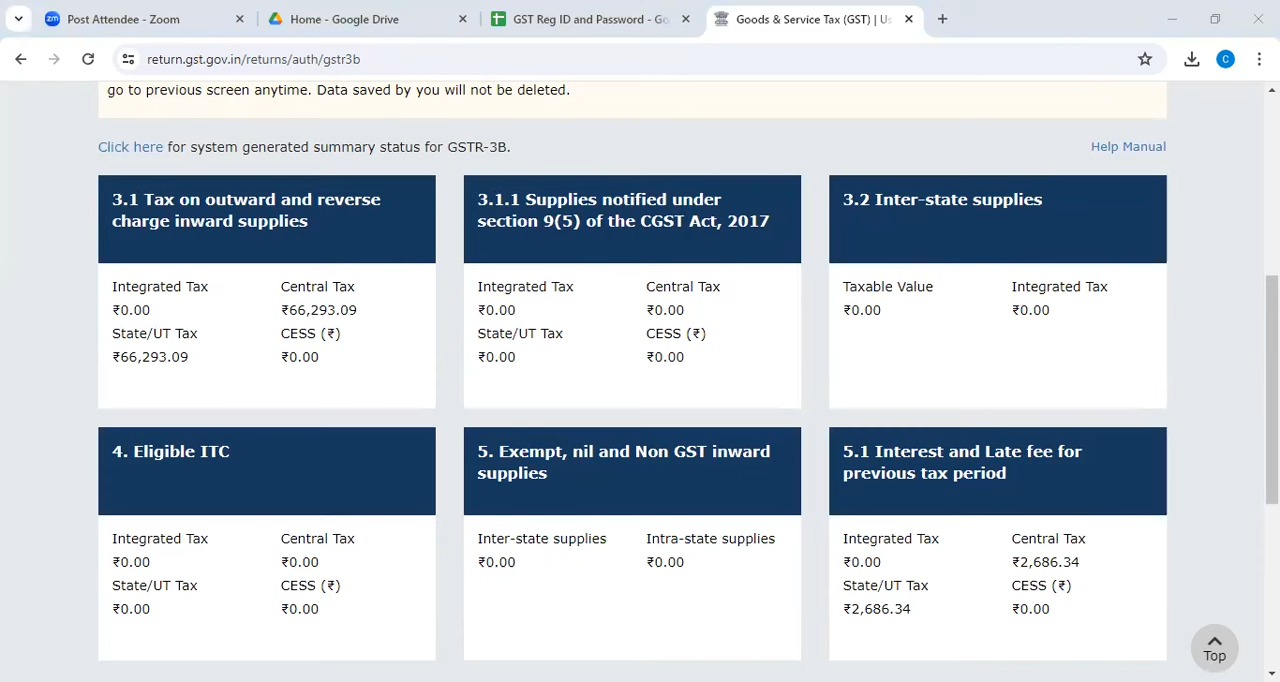 Post Attendee - Zoom
Home - Google Drive
GST Reg ID and Password - Go
Goods & Service Tax (GST) | Us
return.gst.gov.in/returns/auth/gstr3b
C
go to previous screen anytime. Data saved by you will not be deleted.
Click here for system generated summary status for GSTR-3B.
Help Manual
3.1 Tax on outward and reverse
charge inward supplies
Integrated Tax Central Tax
₹0.00 ₹66,293.09
State/UT Tax CESS (₹)
₹66,293.09 ₹0.00
3.1.1 Supplies notified under
section 9(5) of the CGST Act, 2017
Integrated Tax Central Tax
₹0.00 ₹0.00
State/UT Tax CESS (₹)
₹0.00 ₹0.00
3.2 Inter-state supplies
Taxable Value Integrated Tax
₹0.00 ₹0.00
4. Eligible ITC
Integrated Tax Central Tax
₹0.00 ₹0.00
State/UT Tax CESS (₹)
₹0.00 ₹0.00
5. Exempt, nil and Non GST inward
supplies
Inter-state supplies Intra-state supplies
₹0.00 ₹0.00
5.1 Interest and Late fee for
previous tax period
Integrated Tax Central Tax
₹0.00 ₹2,686.34
State/UT Tax CESS (₹)
₹2,686.34 ₹0.00
Top